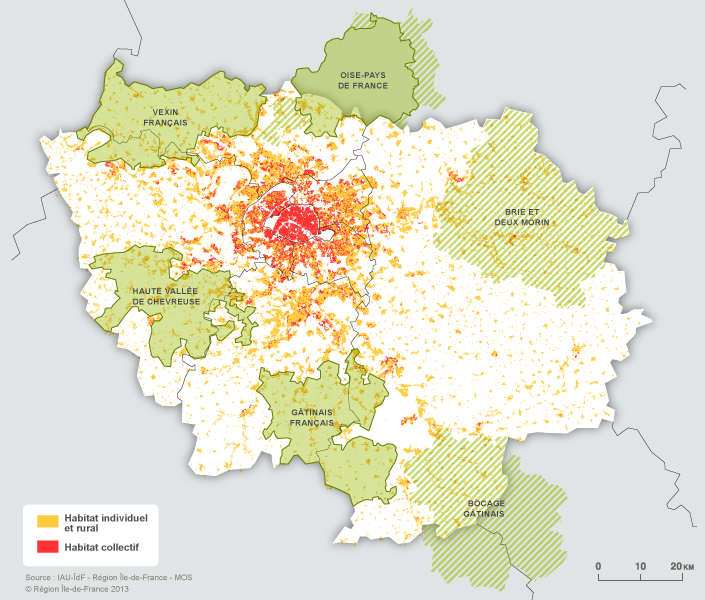 OISE-PAYS
DE FRANCE
VEXIN
FRANÇAIS
BRIE ET
DEUX MORIN
HAUTE VALLÉE
DE CHEVREUSE
GÂTINAIS
FRANÇAIS
BOCAGE
GÂTINAIS
Habitat individuel
et rural
Habitat collectif
0 10 20 KM
Source : IAU-ÎdF - Région Île-de-France - MOS
© Région Île-de-France 2013